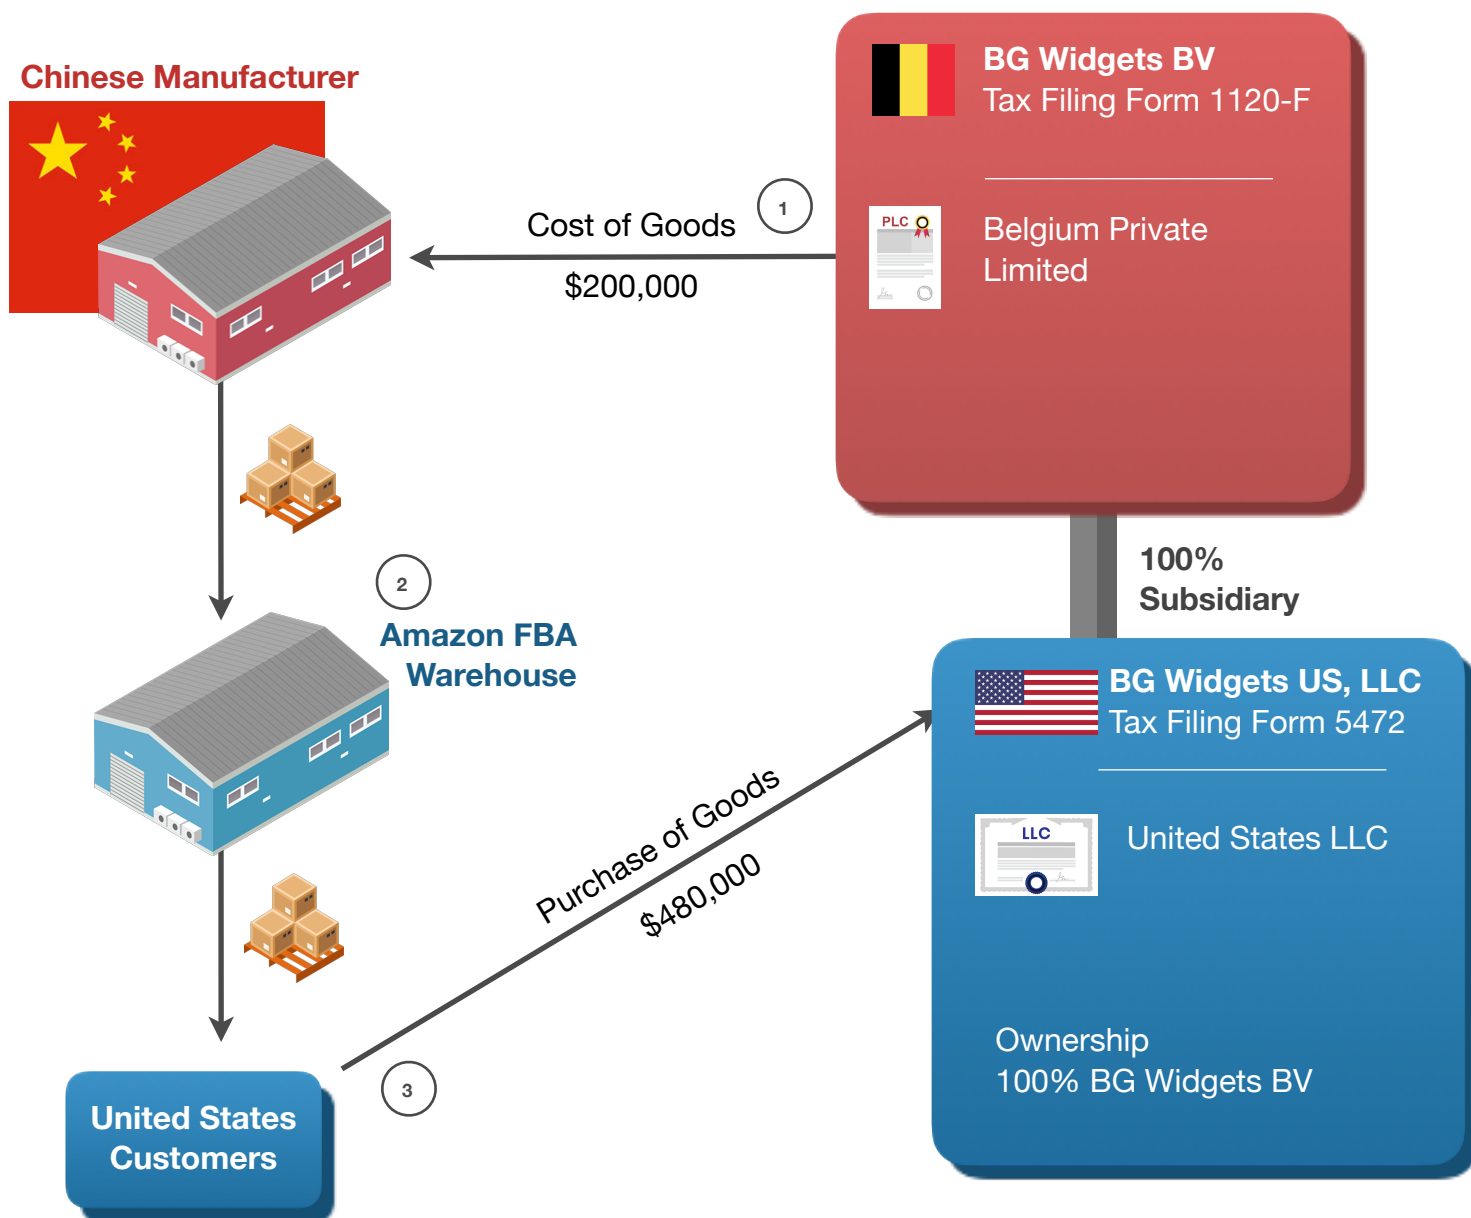 Chinese Manufacturer
BG Widgets BV
Tax Filing Form 1120-F
PLC
Belgium Private
Limited
1
Cost of Goods
$200,000
100%
Subsidiary
2
Amazon FBA
Warehouse
BG Widgets US, LLC
Tax Filing Form 5472
LLC
United States LLC
Purchase of Goods
$480,000
Ownership
100% BG Widgets BV
3
United States
Customers